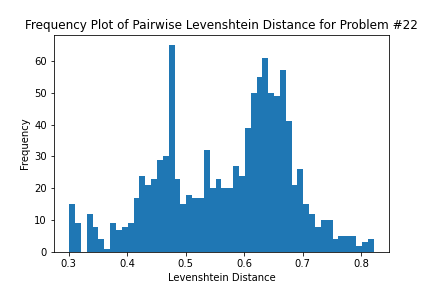 Frequency Plot of Pairwise Levenshtein Distance for Problem #22
Frequency
60
50
40
30
20
10
0
0.3 0.4 0.5 0.6 0.7 0.8
Levenshtein Distance